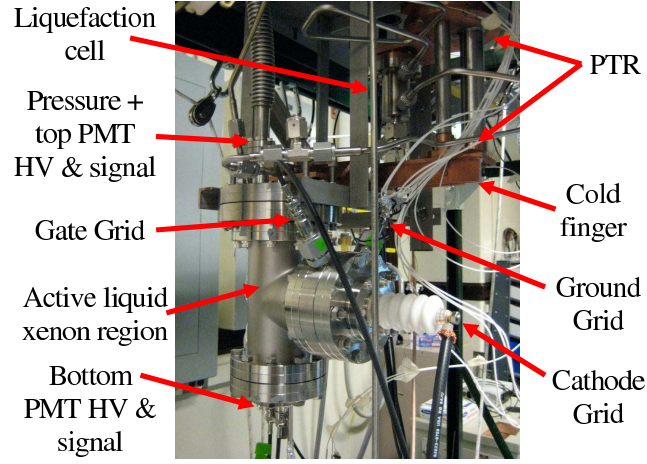 Liquefaction
cell
Pressure +
top PMT
HV & signal
Gate Grid
Active liquid
xenon region
Bottom
PMT HV &
signal
PTR
Cold
finger
Ground
Grid
Cathode
Grid